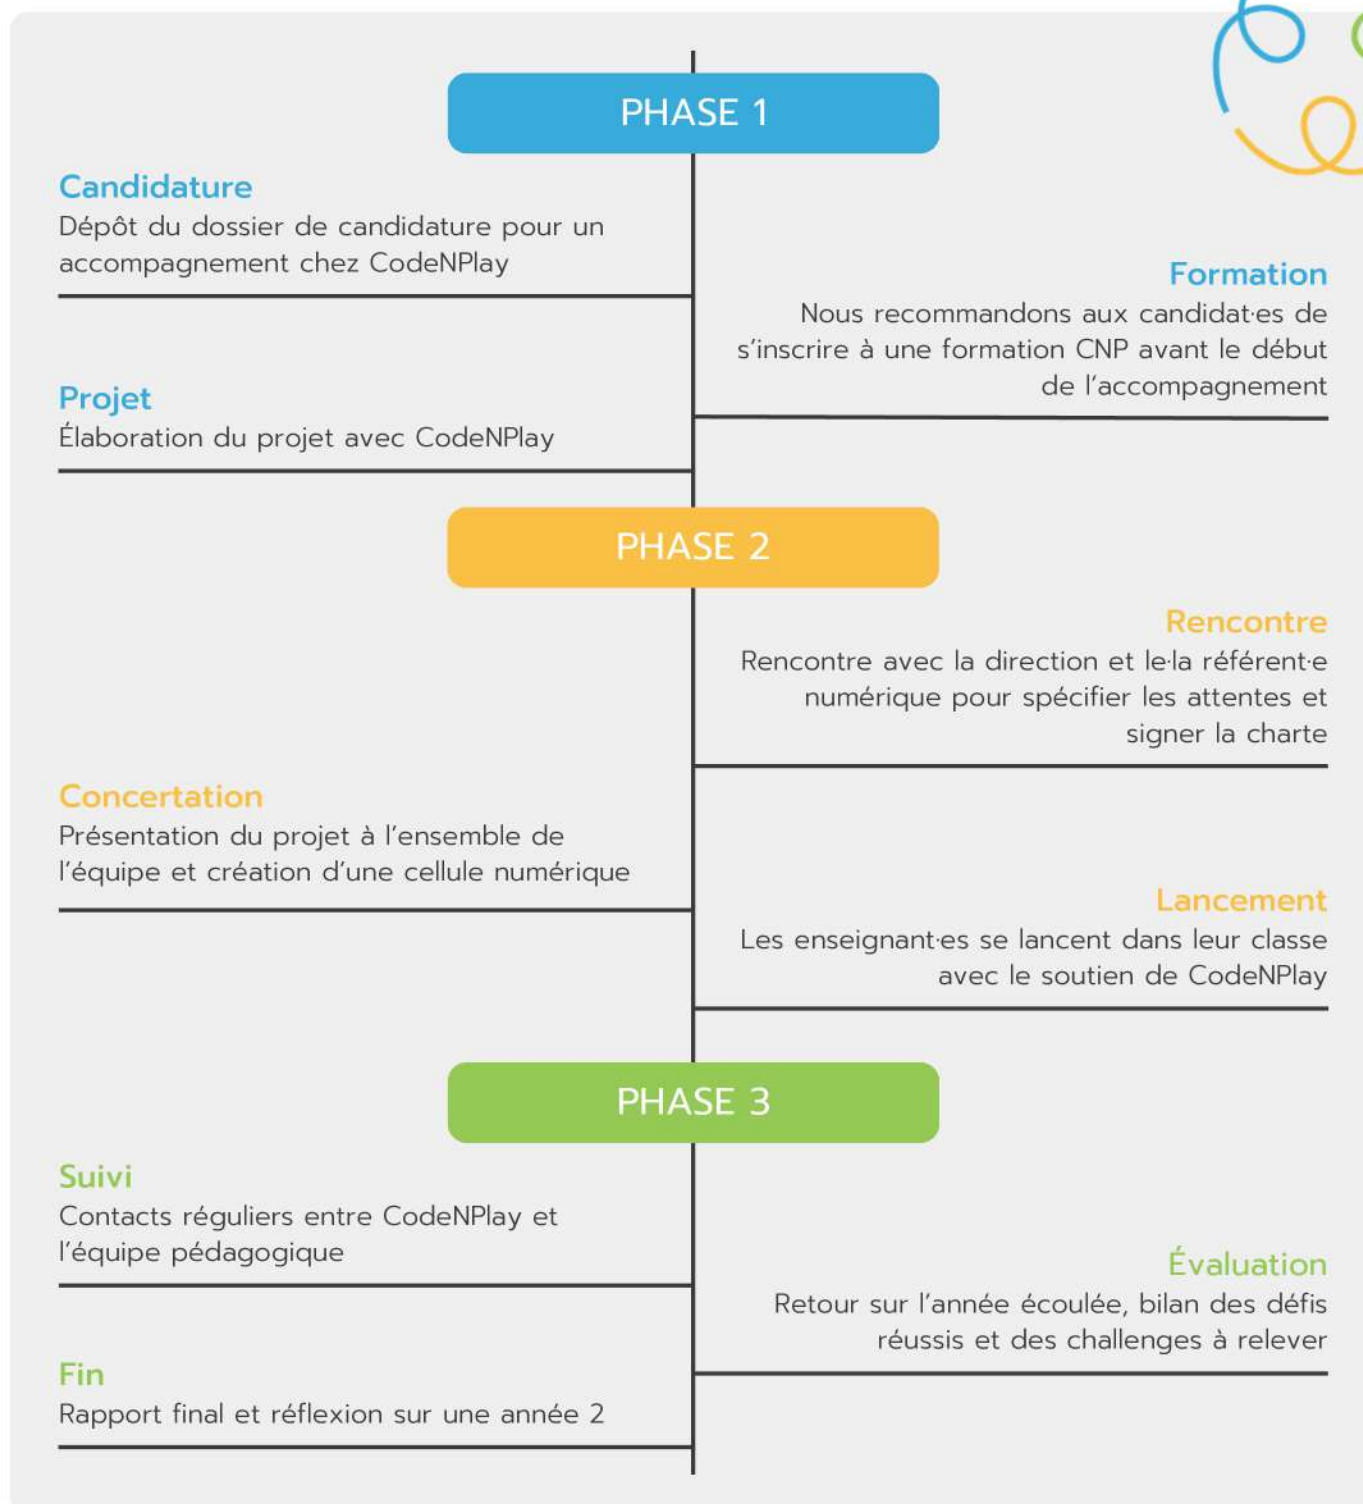 PHASE 1
Candidature
Dépôt du dossier de candidature pour un
accompagnement chez CodeNPlay
Formation
Nous recommandons aux candidat·es de
s'inscrire à une formation CNP avant le début
de l'accompagnement
Projet
Élaboration du projet avec CodeNPlay
PHASE 2
Rencontre
Rencontre avec la direction et le·la référent·e
numérique pour spécifier les attentes et
signer la charte
Concertation
Présentation du projet à l'ensemble de
l'équipe et création d'une cellule numérique
Lancement
Les enseignant·es se lancent dans leur classe
avec le soutien de CodeNPlay
PHASE 3
Suivi
Contacts réguliers entre CodeNPlay et
l'équipe pédagogique
Évaluation
Retour sur l'année écoulée, bilan des défis
réussis et des challenges à relever
Fin
Rapport final et réflexion sur une année 2